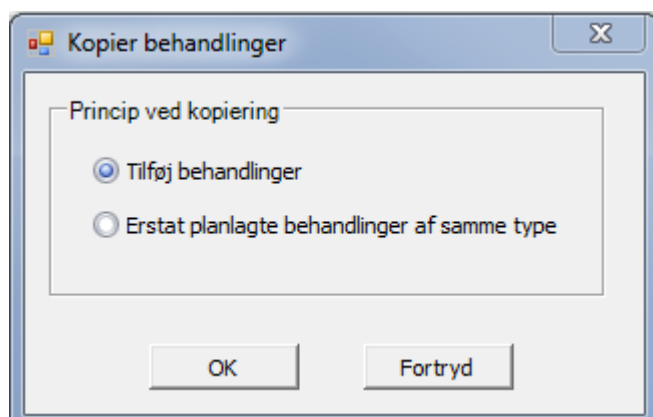 Kopier behandlinger
Princip ved kopiering
Tilføj behandlinger
Erstat planlagte behandlinger af samme type
OK
Fortryd